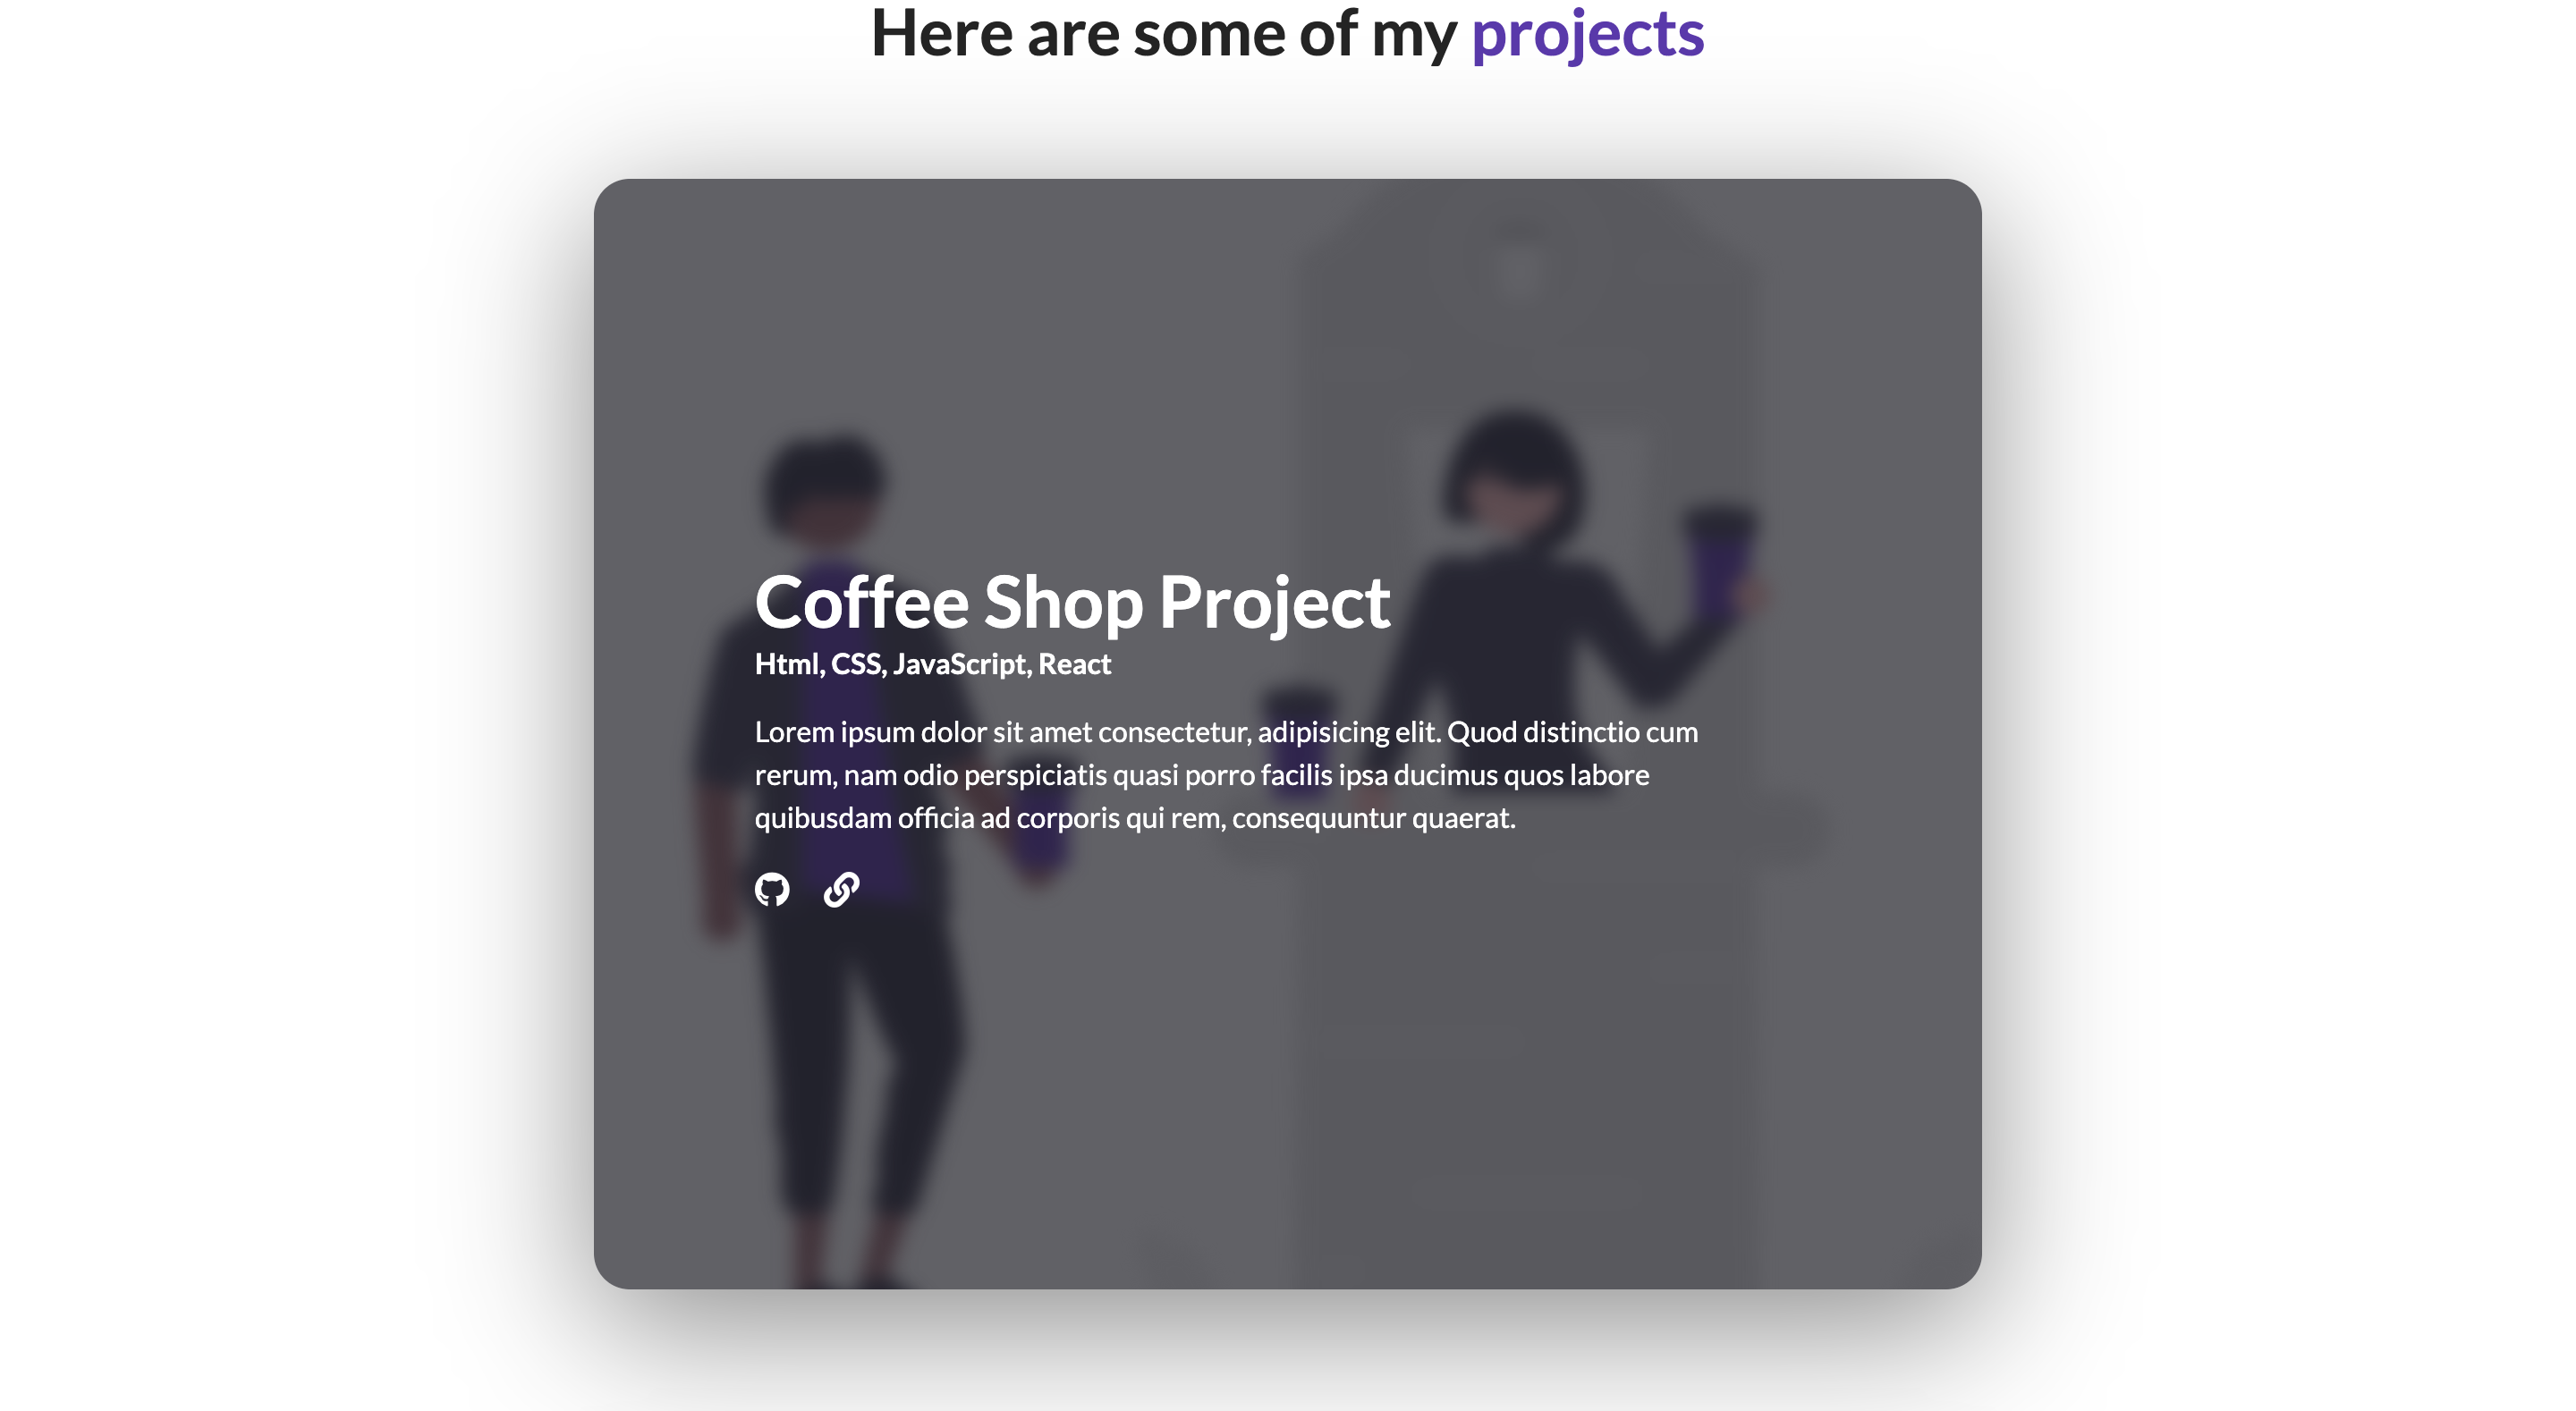 Here are some of my projects
Coffee Shop Project
Html, CSS, JavaScript, React
Lorem ipsum dolor sit amet consectetur, adipisicing elit. Quod distinctio cum
rerum, nam odio perspiciatis quasi porro facilis ipsa ducimus quos labore
quibusdam officia ad corporis qui rem, consequuntur quaerat.